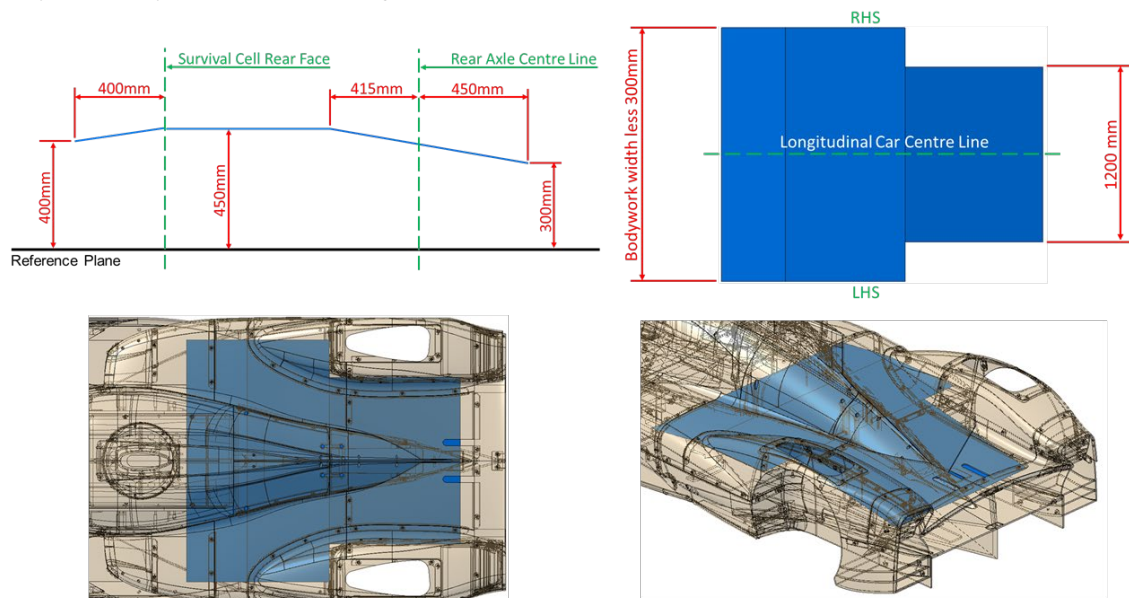 Survival Cell Rear Face
Rear Axle Centre Line
400mm
415mm
450mm
400mm
450mm
300mm
Reference Plane
RHS
Bodywork width less 300mm
Longitudinal Car Centre Line
1200 mm
LHS